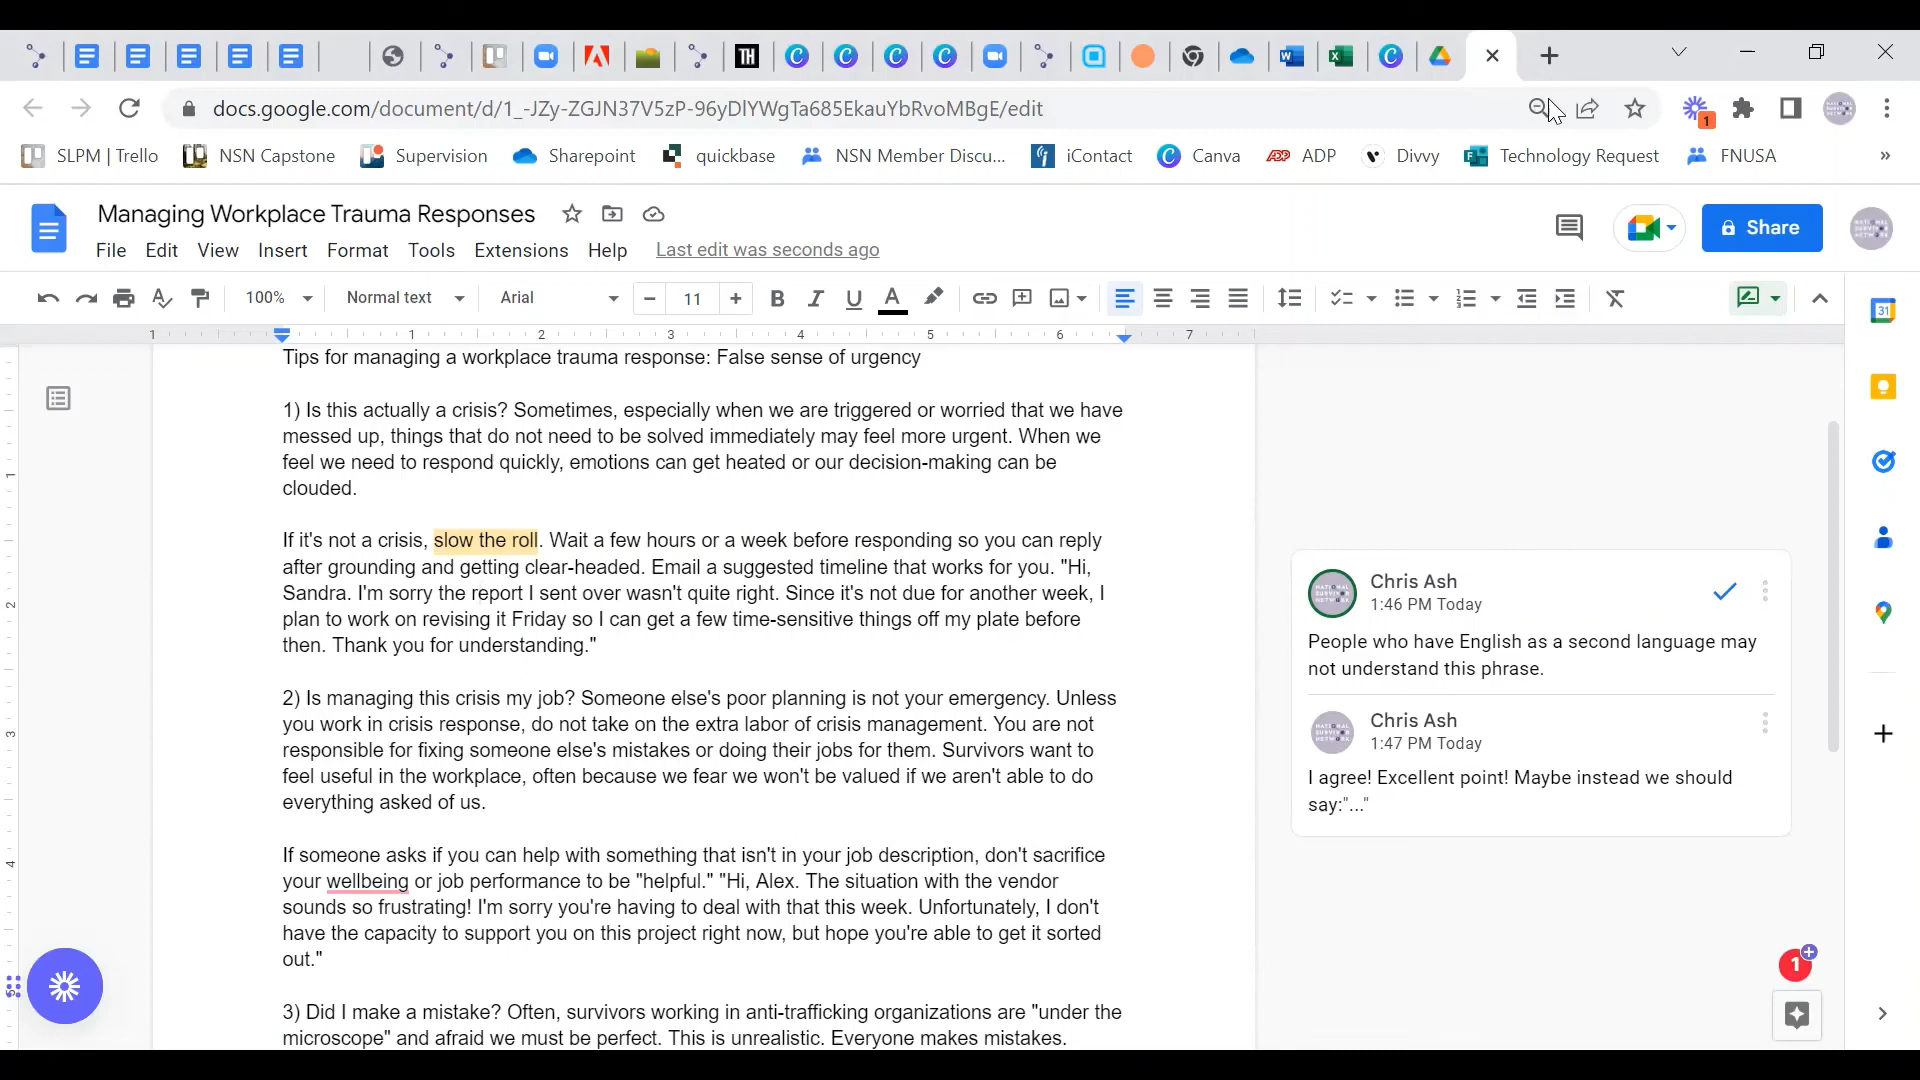 docs.google.com/document/d/1_-JZy-ZGJN37V5zP-96yDlYWgTa685EkauYbRvoMBgE/edit
1
SLPM | Trello NSN Capstone Supervision Sharepoint quickbase NSN Member Discu... iContact Canva ADP Divvy Technology Request FNUSA »
Managing Workplace Trauma Responses
File Edit View Insert Format Tools Extensions Help Last edit was seconds ago
Share
100% Normal text Arial 11 B I U A
1 1 2 3 4 5 6 7
Tips for managing a workplace trauma response: False sense of urgency
1) Is this actually a crisis? Sometimes, especially when we are triggered or worried that we have
messed up, things that do not need to be solved immediately may feel more urgent. When we
feel we need to respond quickly, emotions can get heated or our decision-making can be
clouded.
If it's not a crisis, slow the roll. Wait a few hours or a week before responding so you can reply
after grounding and getting clear-headed. Email a suggested timeline that works for you. "Hi,
Sandra. I'm sorry the report I sent over wasn't quite right. Since it's not due for another week, I
plan to work on revising it Friday so I can get a few time-sensitive things off my plate before
then. Thank you for understanding."
2) Is managing this crisis my job? Someone else's poor planning is not your emergency. Unless
you work in crisis response, do not take on the extra labor of crisis management. You are not
responsible for fixing someone else's mistakes or doing their jobs for them. Survivors want to
feel useful in the workplace, often because we fear we won't be valued if we aren't able to do
everything asked of us.
If someone asks if you can help with something that isn't in your job description, don't sacrifice
your wellbeing or job performance to be "helpful." "Hi, Alex. The situation with the vendor
sounds so frustrating! I'm sorry you're having to deal with that this week. Unfortunately, I don't
have the capacity to support you on this project right now, but hope you're able to get it sorted
out."
3) Did I make a mistake? Often, survivors working in anti-trafficking organizations are "under the
microscope" and afraid we must be perfect. This is unrealistic. Everyone makes mistakes.
Chris Ash
1:46 PM Today
People who have English as a second language may
not understand this phrase.
Chris Ash
1:47 PM Today
I agree! Excellent point! Maybe instead we should
say:"..."
1
31
1
2
3
4
5
TH